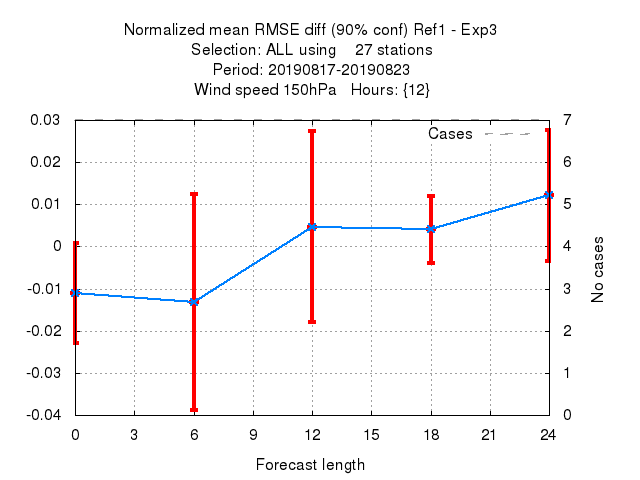 Normalized mean RMSE diff (90% conf) Ref1 - Exp3
Selection: ALL using    27 stations
Period: 20190817-20190823
Wind speed 150hPa   Hours: {12}
Cases
0.03
0.02
0.01
0
-0.01
-0.02
-0.03
-0.04
7
6
5
4
3
2
1
0
No cases
0 3 6 9 12 15 18 21 24
Forecast length